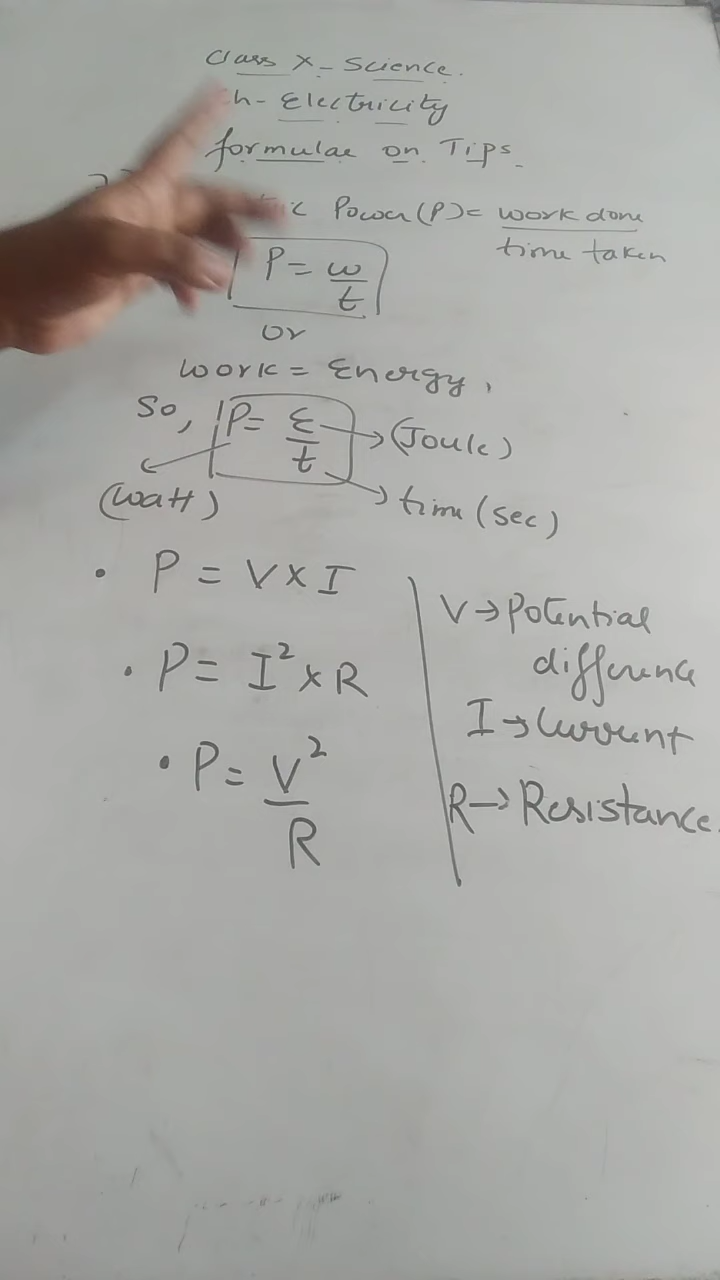 Class X - Science.
h - Electricity
formulae on Tips.
Power (P) = work done
time taken
P = w
t
or
work = Energy,
So, P = E → (Joule)
t
(watt) → time (sec)
• P = V x I
V → Potential
difference
• P = I² x R
I → Current
• P = V²
R
R → Resistance.